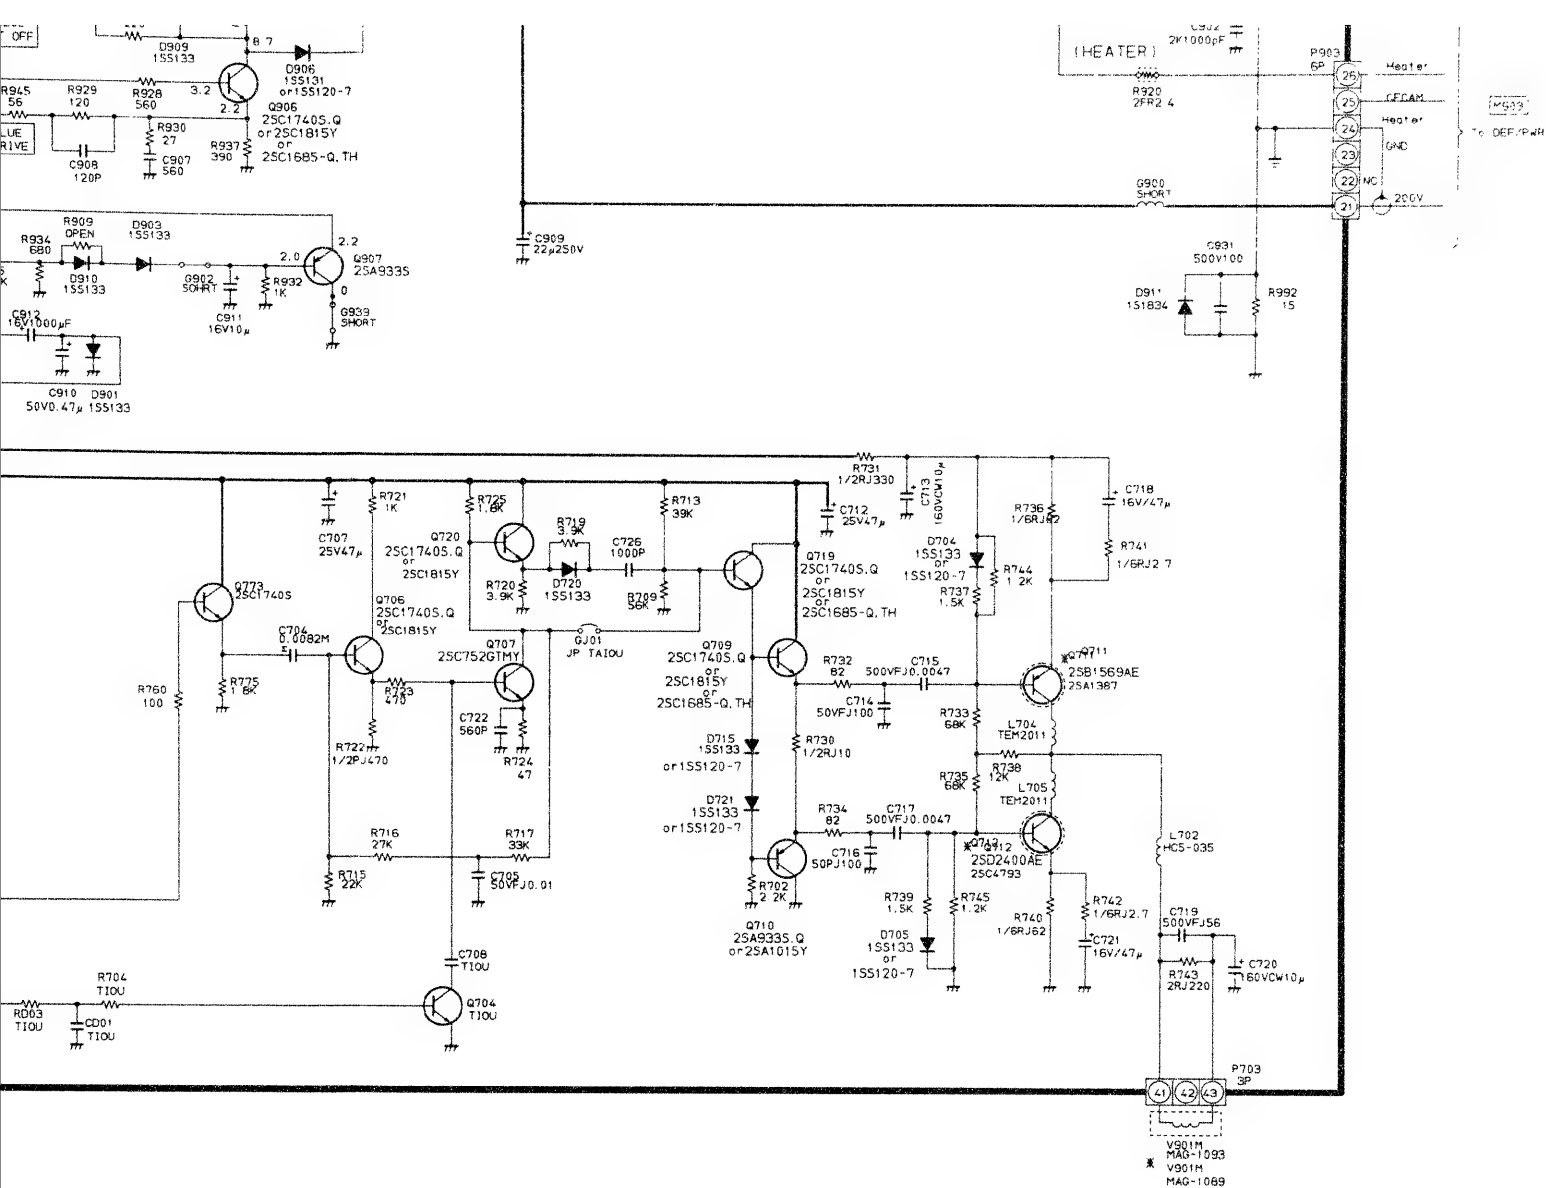 OFF
D909
1SS133
8 7
D906
1SS131
or1SS120-7
R945
56
R929
120
R928
560
3.2
2.2
Q906
2SC1740S.Q
or2SC1815Y
or
2SC1685-Q,TH
LUE
RIVE
R930
27
C908
120P
C907
560
R937
390
C932
2K1000pF
(HEATER)
R920
2FR2 4
P903
6P
26
Heater
25
24
Heater
23
GND
22
NC
21
200V
To DEF/PWR
G900
SHORT
R909
OPEN
D903
1SS133
R934
680
D910
1SS133
G902
SOHRT
C911
16V10μ
R932
1K
2.0
2.2
Q907
2SA933S
0
G939
SHORT
C909
22μ250V
C931
500V100
D911
1S1834
R992
15
C912
16V1000μF
C910
50V0.47μ
D901
1SS133
R731
1/2RJ330
C713
160VCW10μ
C718
16V/47μ
R736
1/6RJ62
R741
1/6RJ2 7
C707
25V47μ
R721
1K
R725
1.8K
Q720
2SC1740S.Q
or
2SC1815Y
R719
3.9K
R720
3.9K
D720
1SS133
C726
1000P
R713
39K
R709
56K
C712
25V47μ
Q719
2SC1740S.Q
or
2SC1815Y
or
2SC1685-Q,TH
D704
1SS133
or
1SS120-7
R744
1 2K
R737
1.5K
Q773
2SC1740S
Q706
2SC1740S.Q
or
2SC1815Y
C704
0.0082M
Q707
2SC752GTMY
GJ01
JP TAIOU
Q709
2SC1740S.Q
or
2SC1815Y
or
2SC1685-Q,TH
R732
82
C715
500VFJ0.0047
C714
50VFJ100
*Q711
Q711
2SB1569AE
2SA1387
R760
100
R775
1 8K
R723
470
C722
560P
R722
1/2PJ470
R724
47
D715
1SS133
or1SS120-7
R730
1/2RJ10
R733
68K
L704
TEM2011
R738
12K
R735
68K
L705
TEM2011
D721
1SS133
or1SS120-7
R734
82
C717
500VFJ0.0047
C716
50PJ100
*Q712
Q712
2SD2400AE
2SC4793
L702
HC5-035
R716
27K
R717
33K
R715
22K
C705
50VFJ0.01
R702
2 2K
Q710
2SA933S.Q
or2SA1015Y
R739
1.5K
R745
1.2K
D705
1SS133
or
1SS120-7
R740
1/6RJ62
R742
1/6RJ2.7
C721
16V/47μ
C719
500VFJ56
R743
2RJ220
C720
160VCW10μ
C708
TIOU
R704
TIOU
RD03
TIOU
CD01
TIOU
Q704
TIOU
P703
3P
41
42
43
V901M
MAG-1093
* V901M
MAG-1089